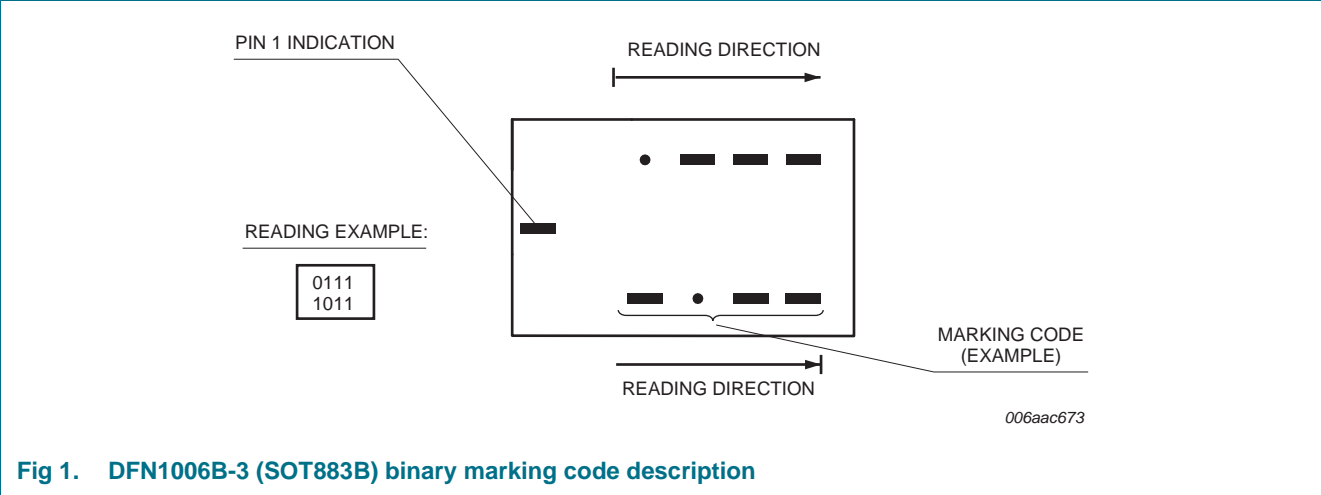 PIN 1 INDICATION
READING DIRECTION
READING EXAMPLE:
0111
1011
MARKING CODE
(EXAMPLE)
READING DIRECTION
006aac673
Fig 1. DFN1006B-3 (SOT883B) binary marking code description